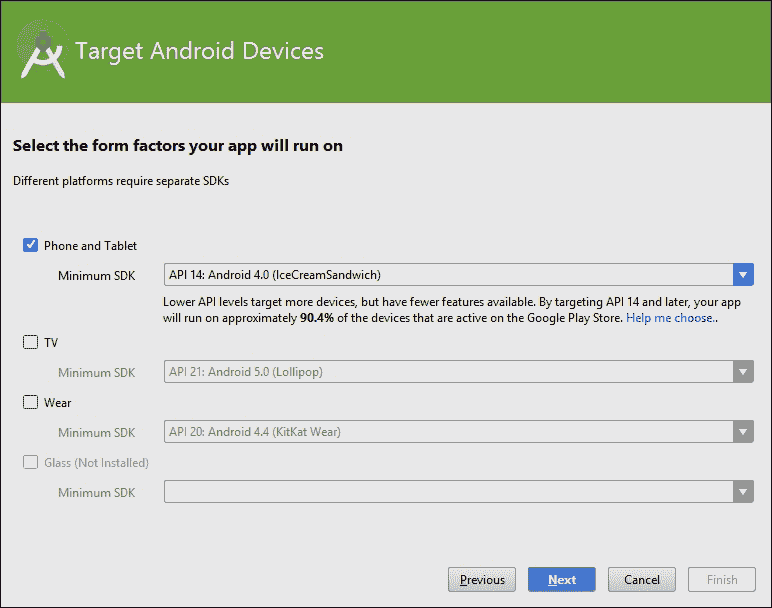 Target Android Devices
Select the form factors your app will run on
Different platforms require separate SDKs
Phone and Tablet
Minimum SDK
API 14: Android 4.0 (IceCreamSandwich)
Lower API levels target more devices, but have fewer features available. By targeting API 14 and later, your app
will run on approximately 90.4% of the devices that are active on the Google Play Store. Help me choose..
TV
Minimum SDK
API 21: Android 5.0 (Lollipop)
Wear
Minimum SDK
API 20: Android 4.4 (KitKat Wear)
Glass (Not Installed)
Minimum SDK
Previous
Next
Cancel
Finish